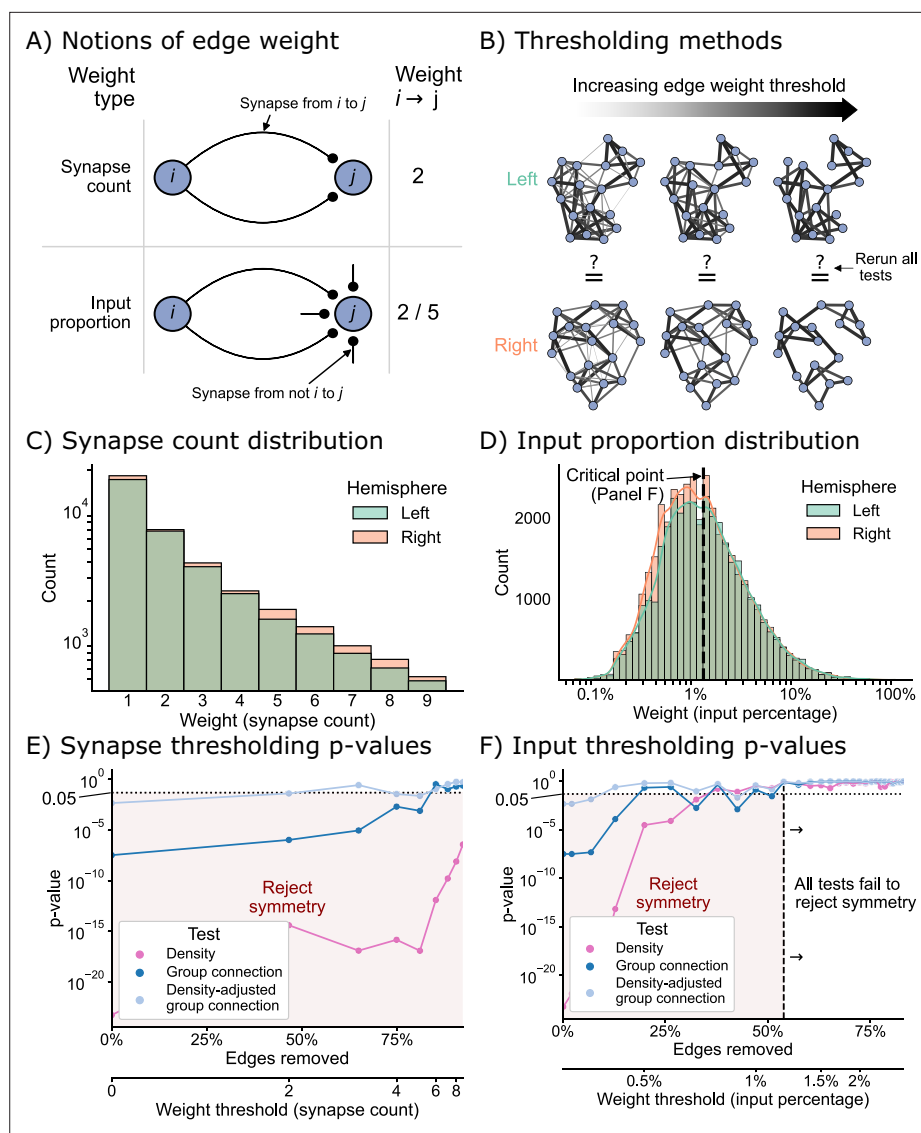 A) Notions of edge weight
Weight
type
Weight
i → j
Synapse from i to j
Synapse
count
i
j
2
Input
proportion
i
j
2 / 5
Synapse from not i to j
B) Thresholding methods
Increasing edge weight threshold
Left
?
=
?
=
?
=
Rerun all
tests
Right
C) Synapse count distribution
Hemisphere
Left
Right
10^4
10^3
Count
1 2 3 4 5 6 7 8 9
Weight (synapse count)
D) Input proportion distribution
Critical point
(Panel F)
Hemisphere
Left
Right
2000
1000
Count
0.1% 1% 10% 100%
Weight (input percentage)
E) Synapse thresholding p-values
10^0
0.05
10^-5
10^-10
10^-15
10^-20
p-value
Reject
symmetry
Test
Density
Group connection
Density-adjusted
group connection
0% 25% 50% 75%
Edges removed
0 2 4 6 8
Weight threshold (synapse count)
F) Input thresholding p-values
10^0
0.05
10^-5
10^-10
10^-15
10^-20
p-value
Reject
symmetry
→
All tests fail to
reject symmetry
→
Test
Density
Group connection
Density-adjusted
group connection
0% 25% 50% 75%
Edges removed
0.5% 1% 1.5% 2%
Weight threshold (input percentage)